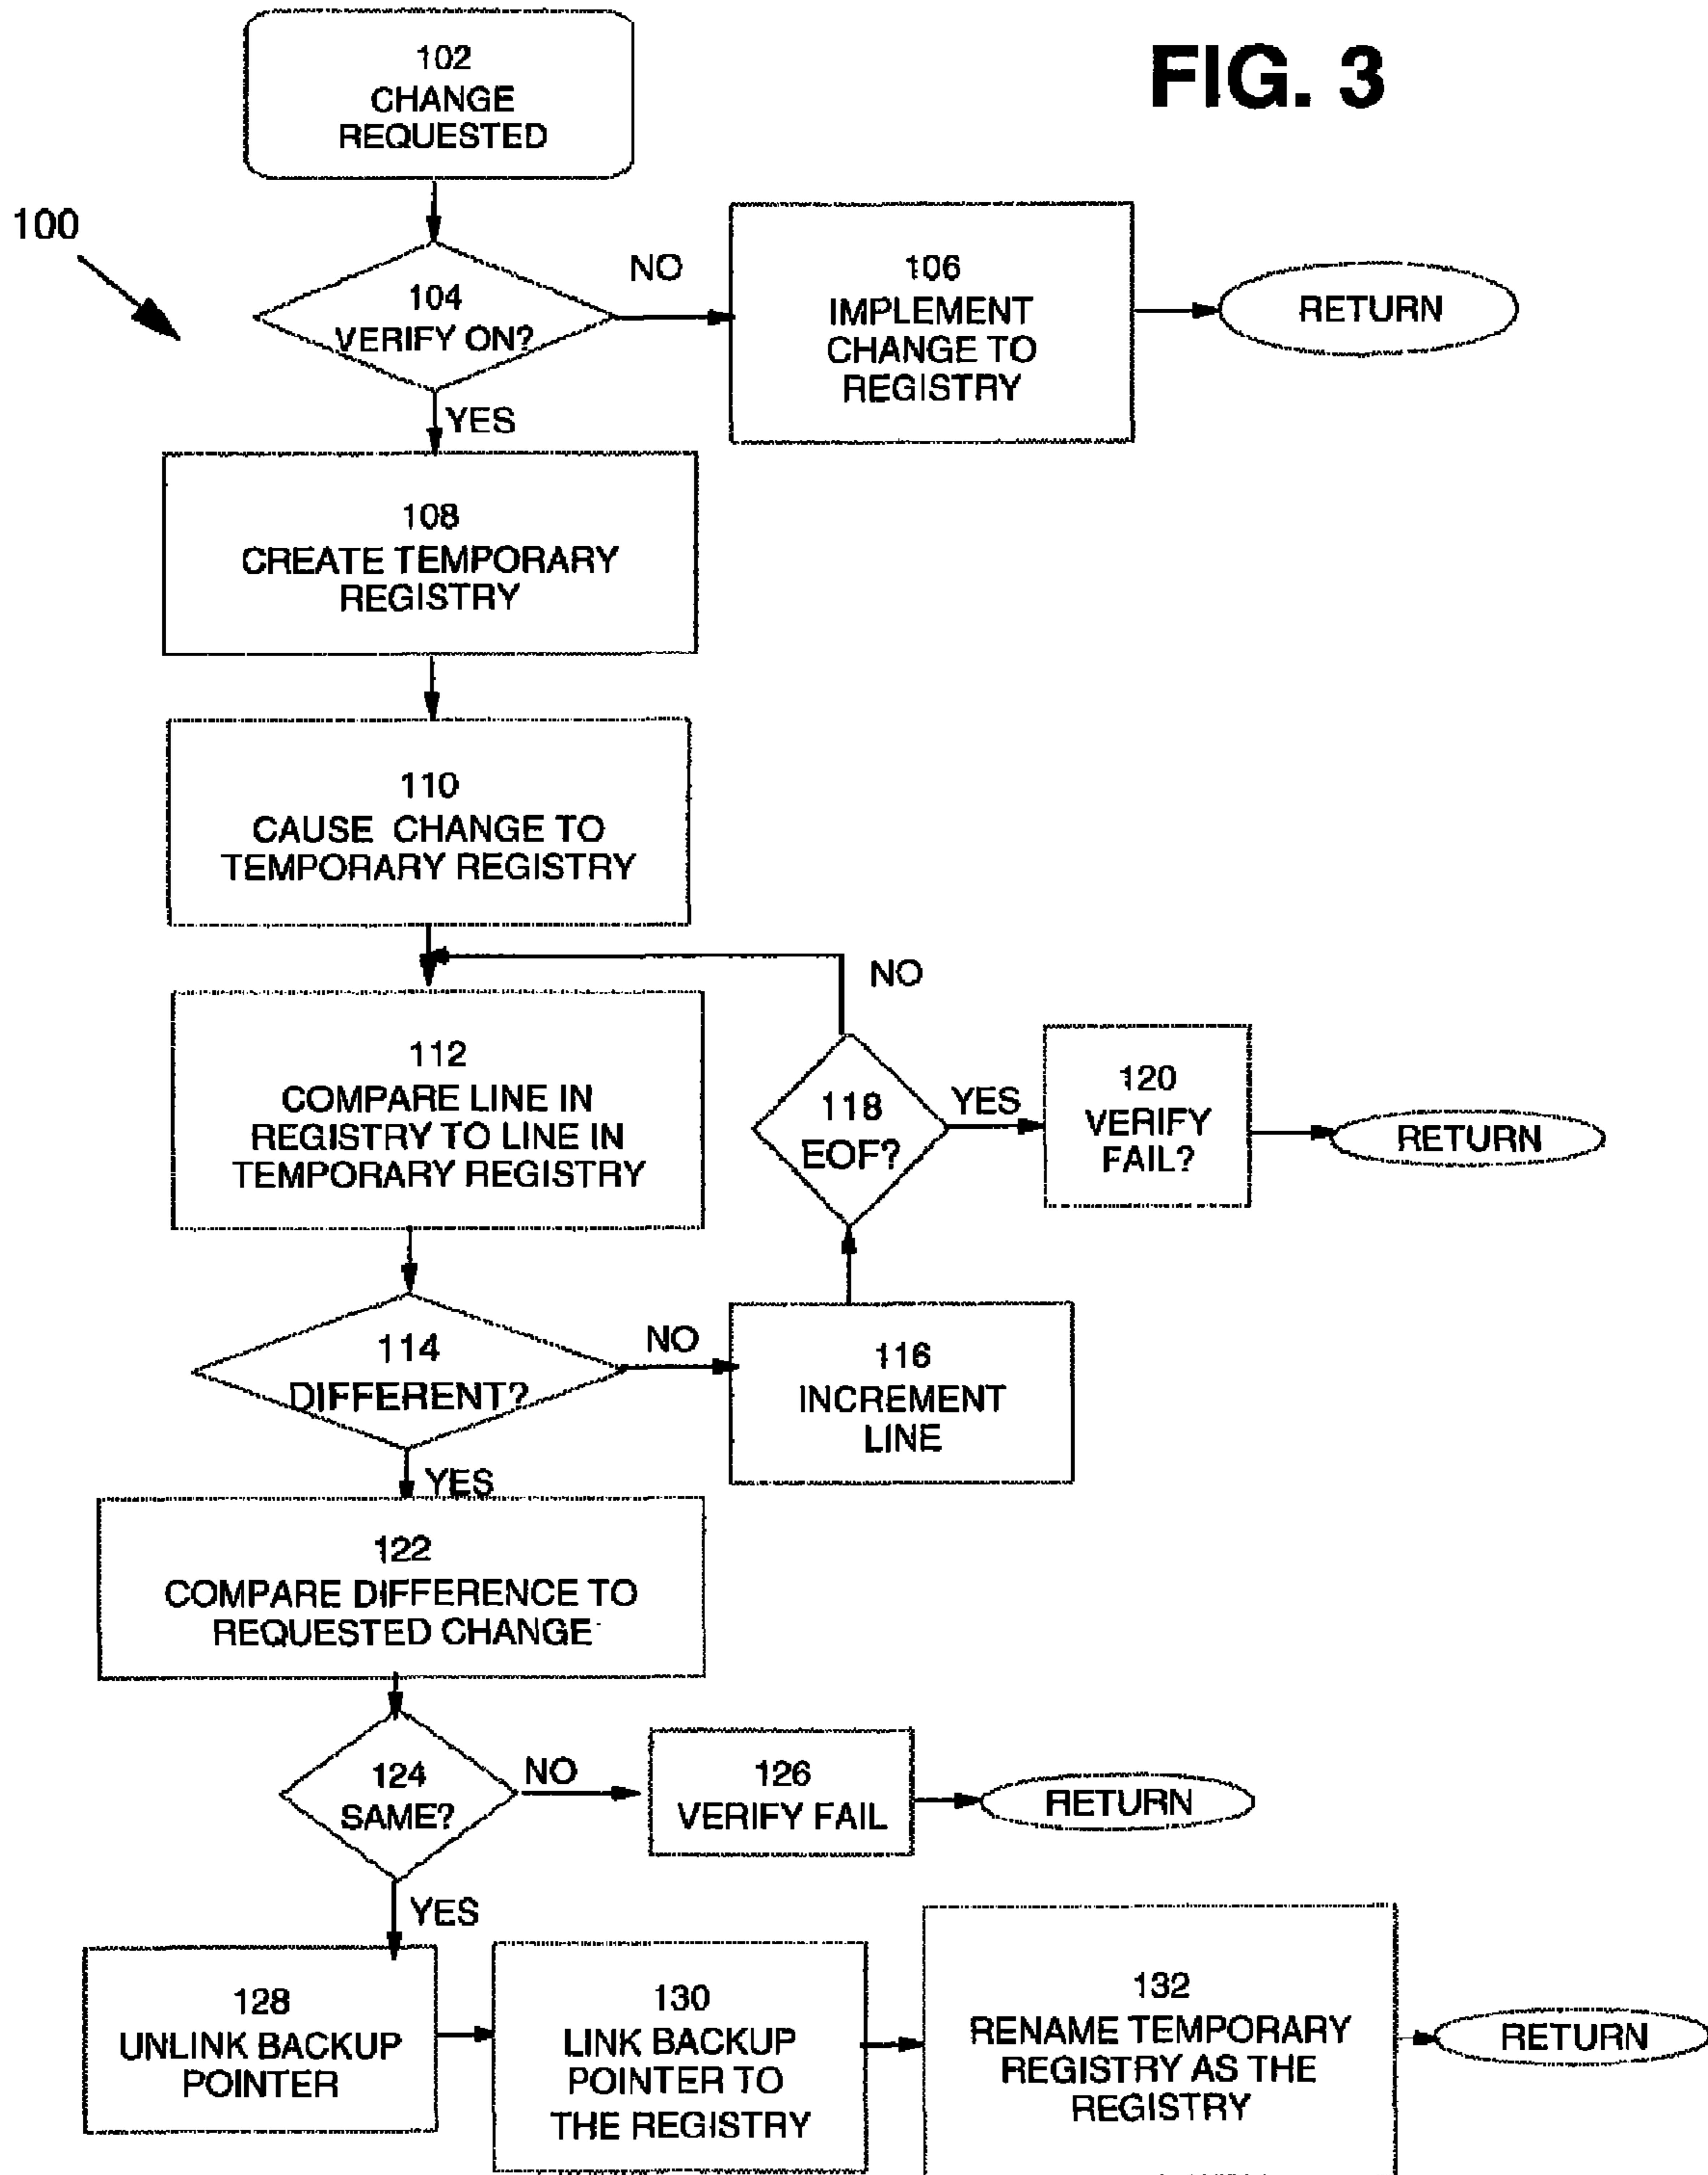 FIG. 3
102
CHANGE
REQUESTED
100
104
VERIFY ON?
NO
106
IMPLEMENT
CHANGE TO
REGISTRY
RETURN
YES
108
CREATE TEMPORARY
REGISTRY
110
CAUSE CHANGE TO
TEMPORARY REGISTRY
112
COMPARE LINE IN
REGISTRY TO LINE IN
TEMPORARY REGISTRY
NO
118
EOF?
YES
120
VERIFY
FAIL?
RETURN
114
DIFFERENT?
NO
116
INCREMENT
LINE
YES
122
COMPARE DIFFERENCE TO
REQUESTED CHANGE
124
SAME?
NO
126
VERIFY FAIL
RETURN
YES
128
UNLINK BACKUP
POINTER
130
LINK BACKUP
POINTER TO
THE REGISTRY
132
RENAME TEMPORARY
REGISTRY AS THE
REGISTRY
RETURN